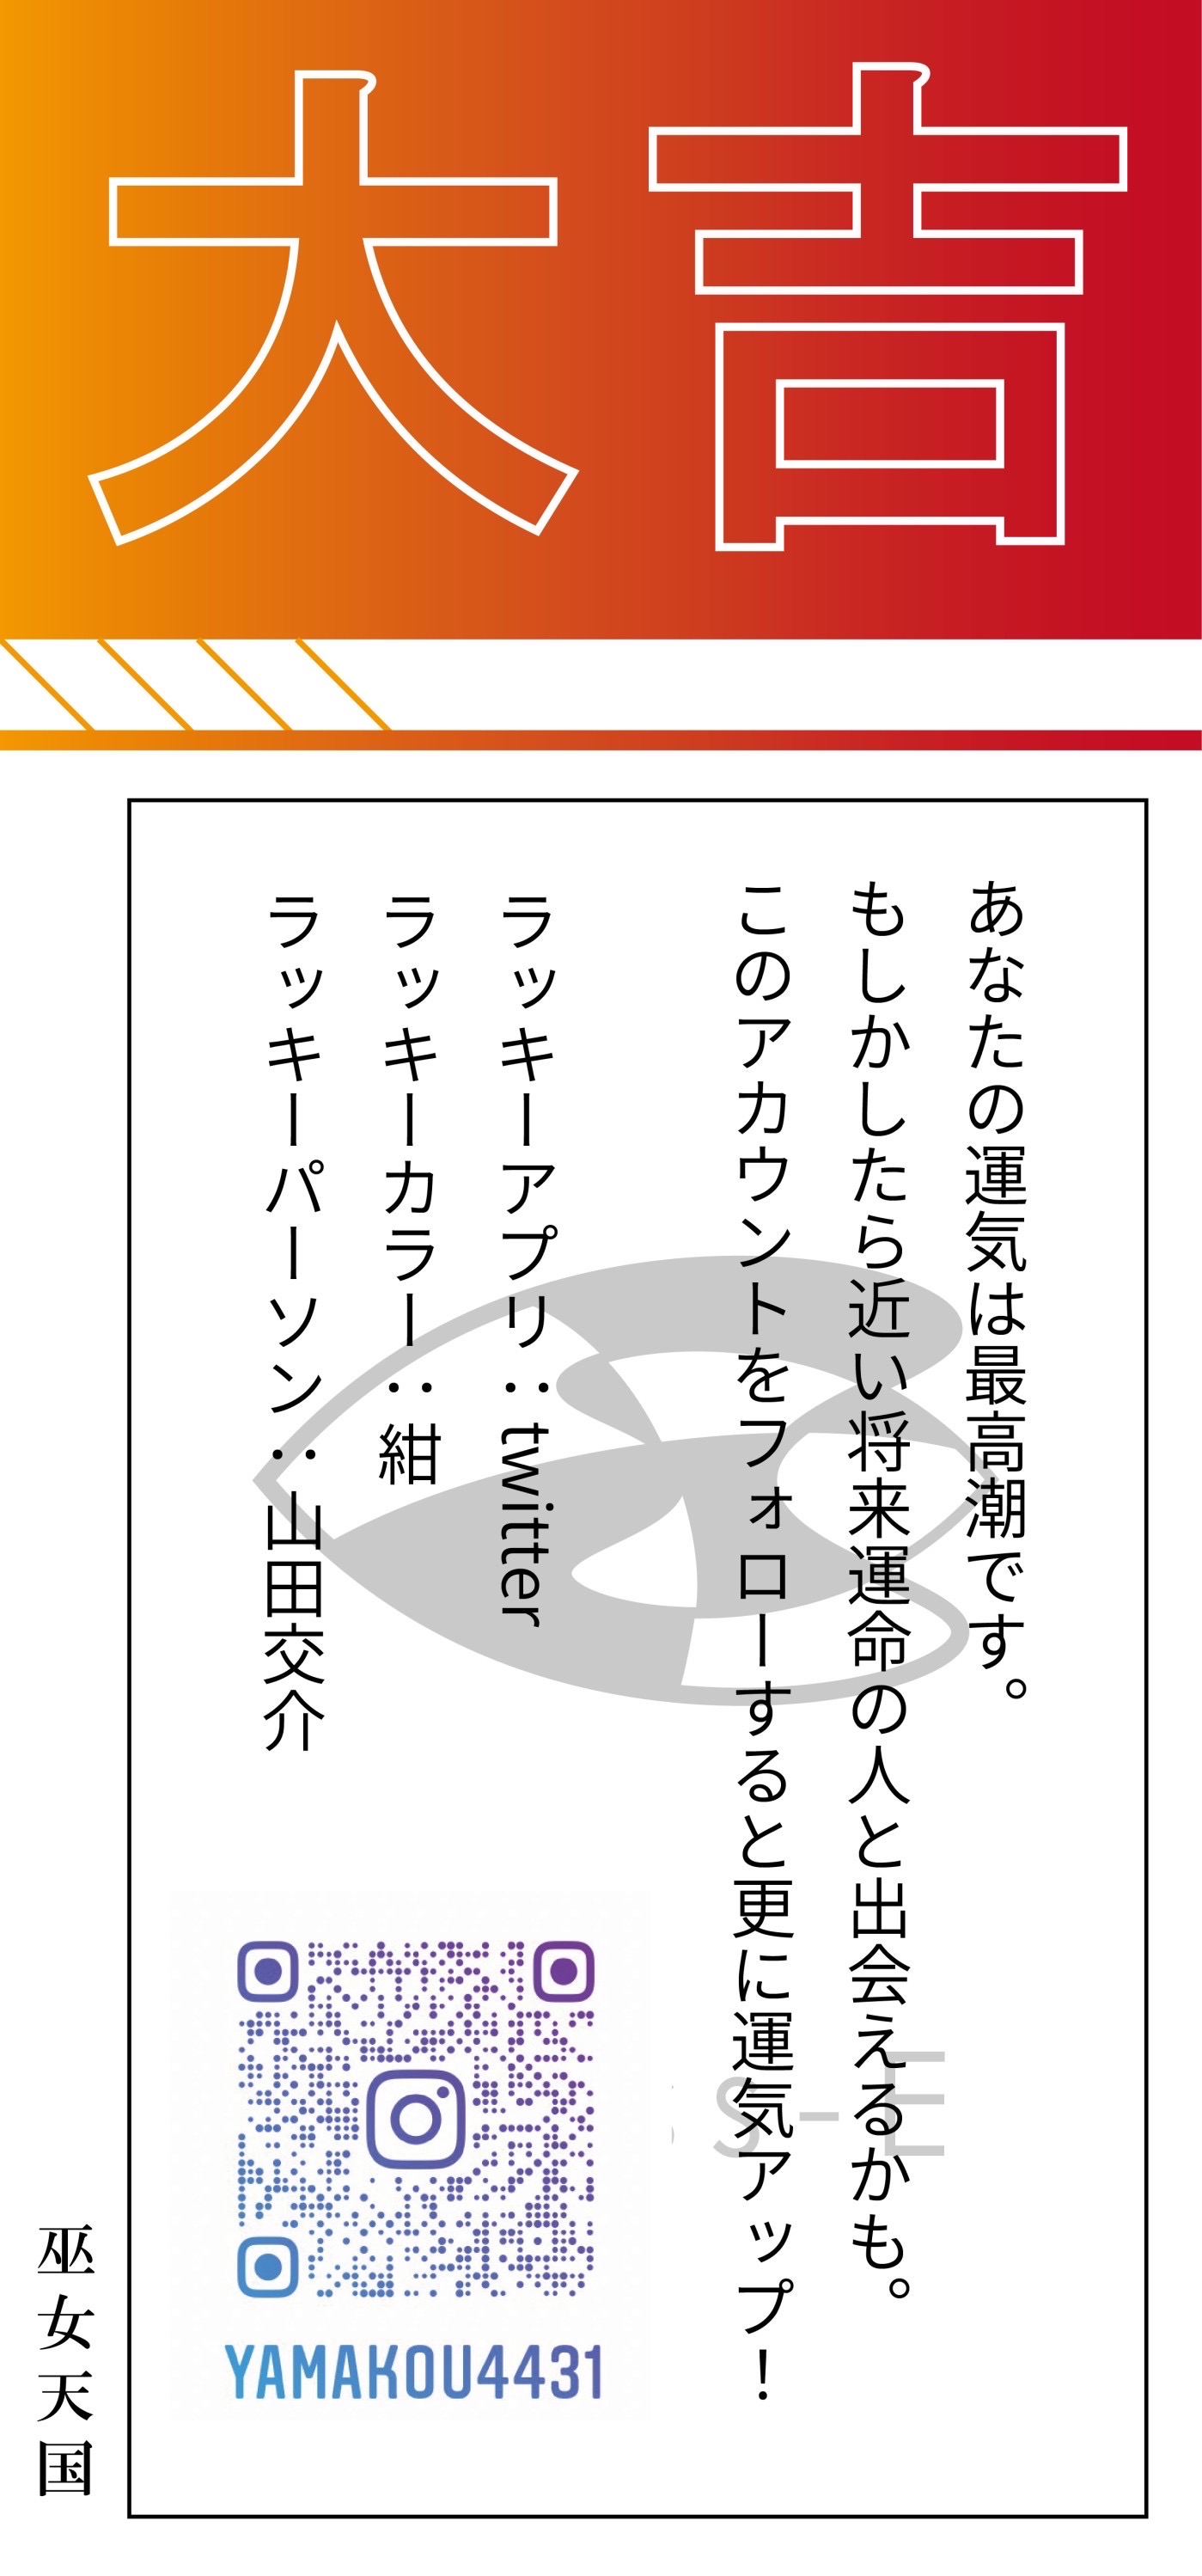 大吉
あなたの運気は最高潮です。
もしかしたら近い将来運命の人と出会えるかも。
このアカウントをフォローすると更に運気アップ！
ラッキーアプリ：twitter
ラッキーカラー：紺
ラッキーパーソン：山田交介
s-E
YAMAKOU4431
巫女天国